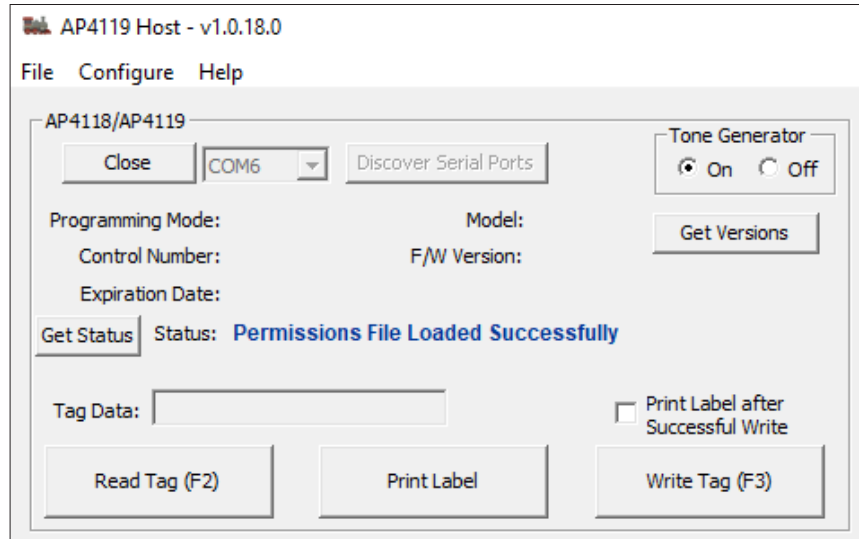 AP4119 Host - v1.0.18.0
File Configure Help
AP4118/AP4119
Tone Generator
Close COM6 Discover Serial Ports
On Off
Programming Mode: Model:
Get Versions
Control Number: F/W Version:
Expiration Date:
Get Status Status: Permissions File Loaded Successfully
Tag Data:
Print Label after
Successful Write
Read Tag (F2) Print Label Write Tag (F3)